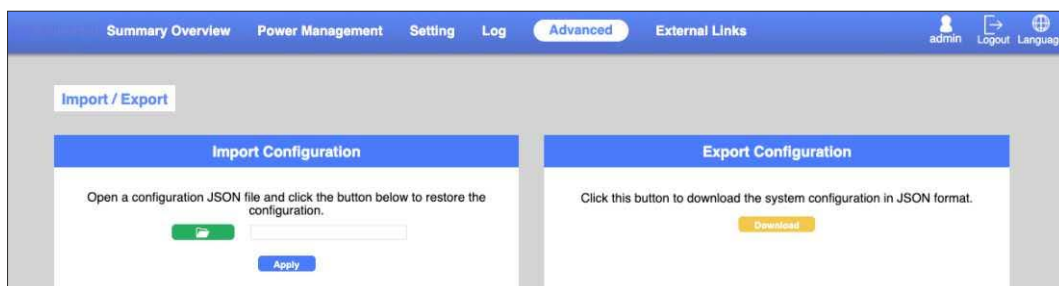 Summary Overview Power Management Setting Log Advanced External Links admin Logout Languag
Import / Export
Import Configuration
Open a configuration JSON file and click the button below to restore the
configuration.
Apply
Export Configuration
Click this button to download the system configuration in JSON format.
Download